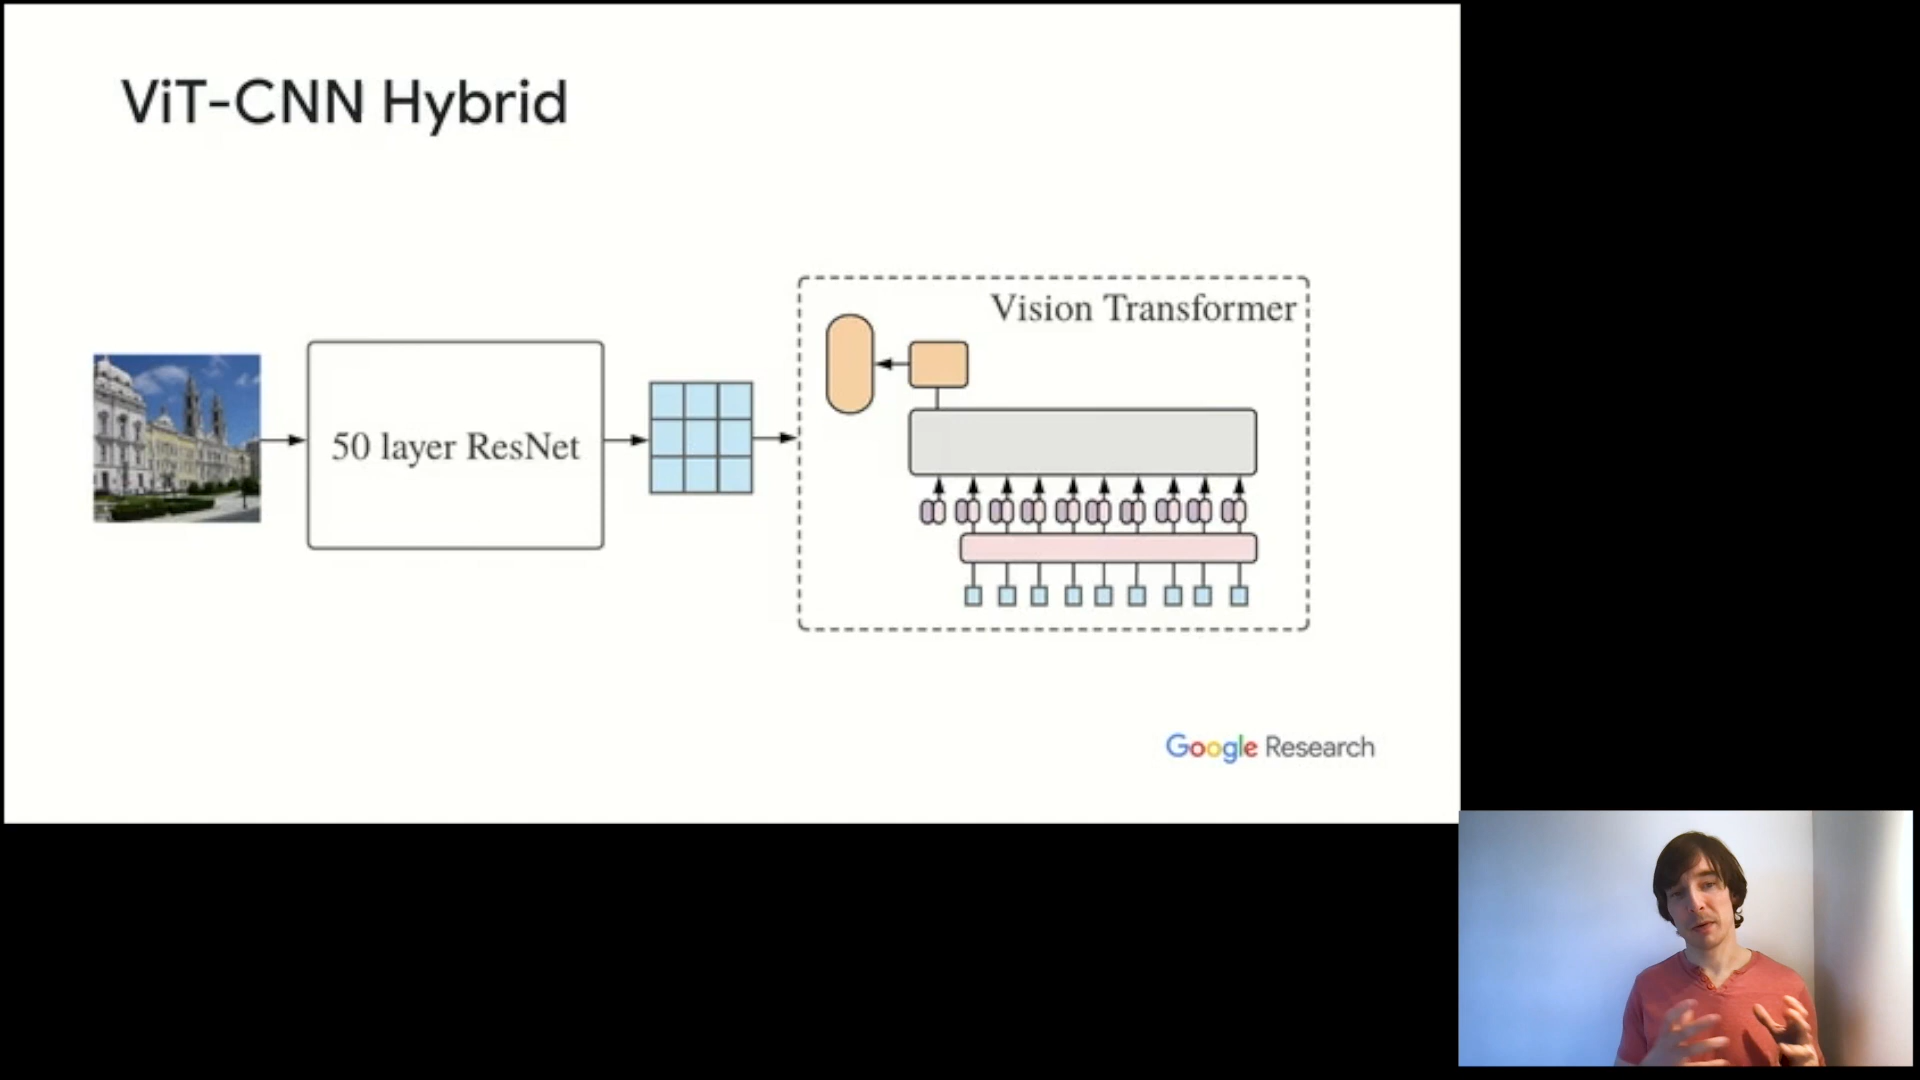 ViT-CNN Hybrid
Vision Transformer
50 layer ResNet
Google Research